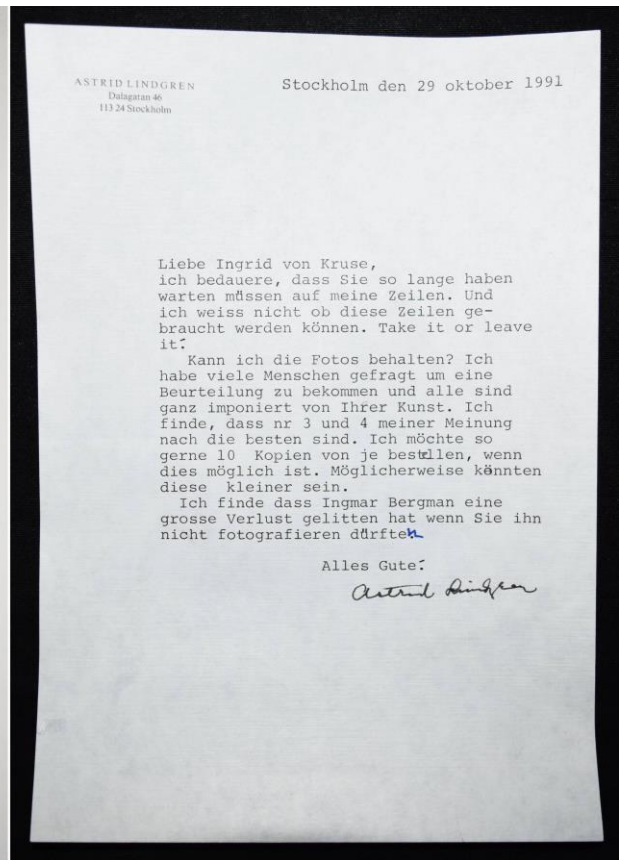 ASTRID LINDGREN
Dalagatan 46
113 24 Stockholm
Stockholm den 29 oktober 1991
Liebe Ingrid von Kruse,
ich bedauere, dass Sie so lange haben
warten müssen auf meine Zeilen. Und
ich weiss nicht ob diese Zeilen ge-
braucht werden können. Take it or leave
it!
Kann ich die Fotos behalten? Ich
habe viele Menschen gefragt um eine
Beurteilung zu bekommen und alle sind
ganz imponiert von Ihrer Kunst. Ich
finde, dass nr 3 und 4 meiner Meinung
nach die besten sind. Ich möchte so
gerne 10 Kopien von je bestellen, wenn
dies möglich ist. Möglicherweise könnten
diese kleiner sein.
Ich finde dass Ingmar Bergman eine
grosse Verlust gelitten hat wenn Sie ihn
nicht fotografieren dürften
Alles Gute!
Astrid Lindgren